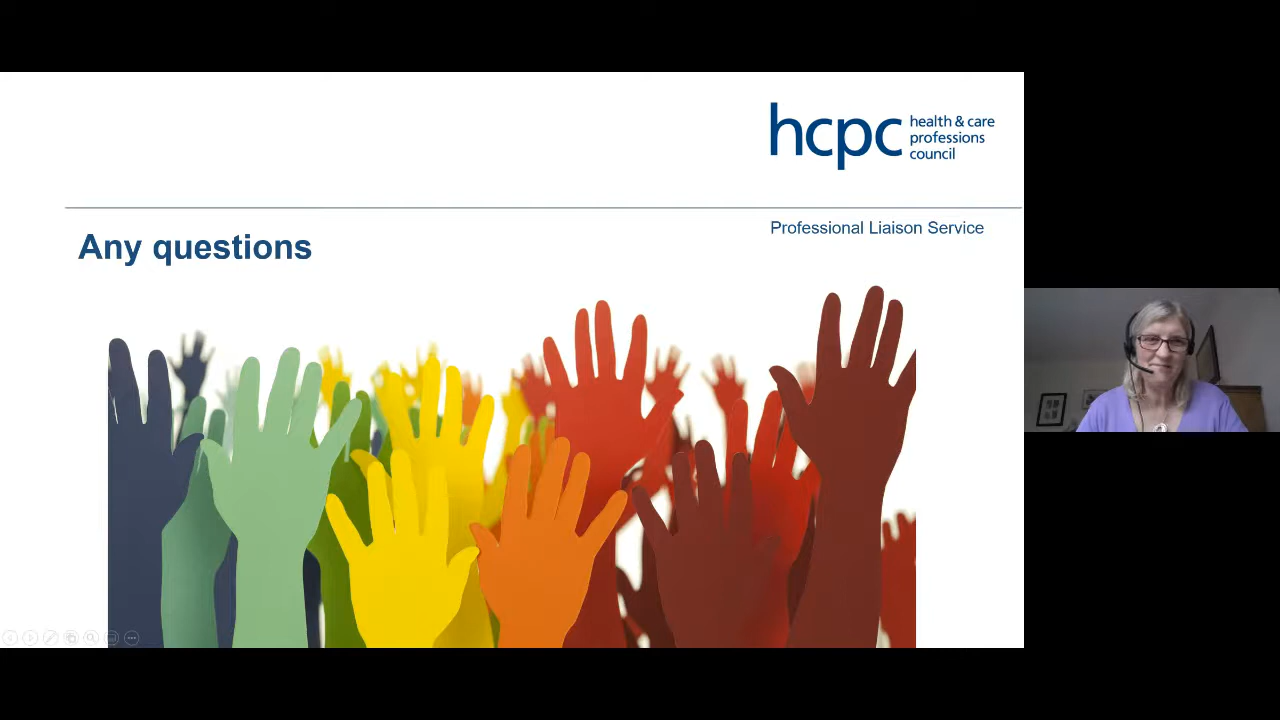 hcpc
health & care
professions
council
Professional Liaison Service
Any questions